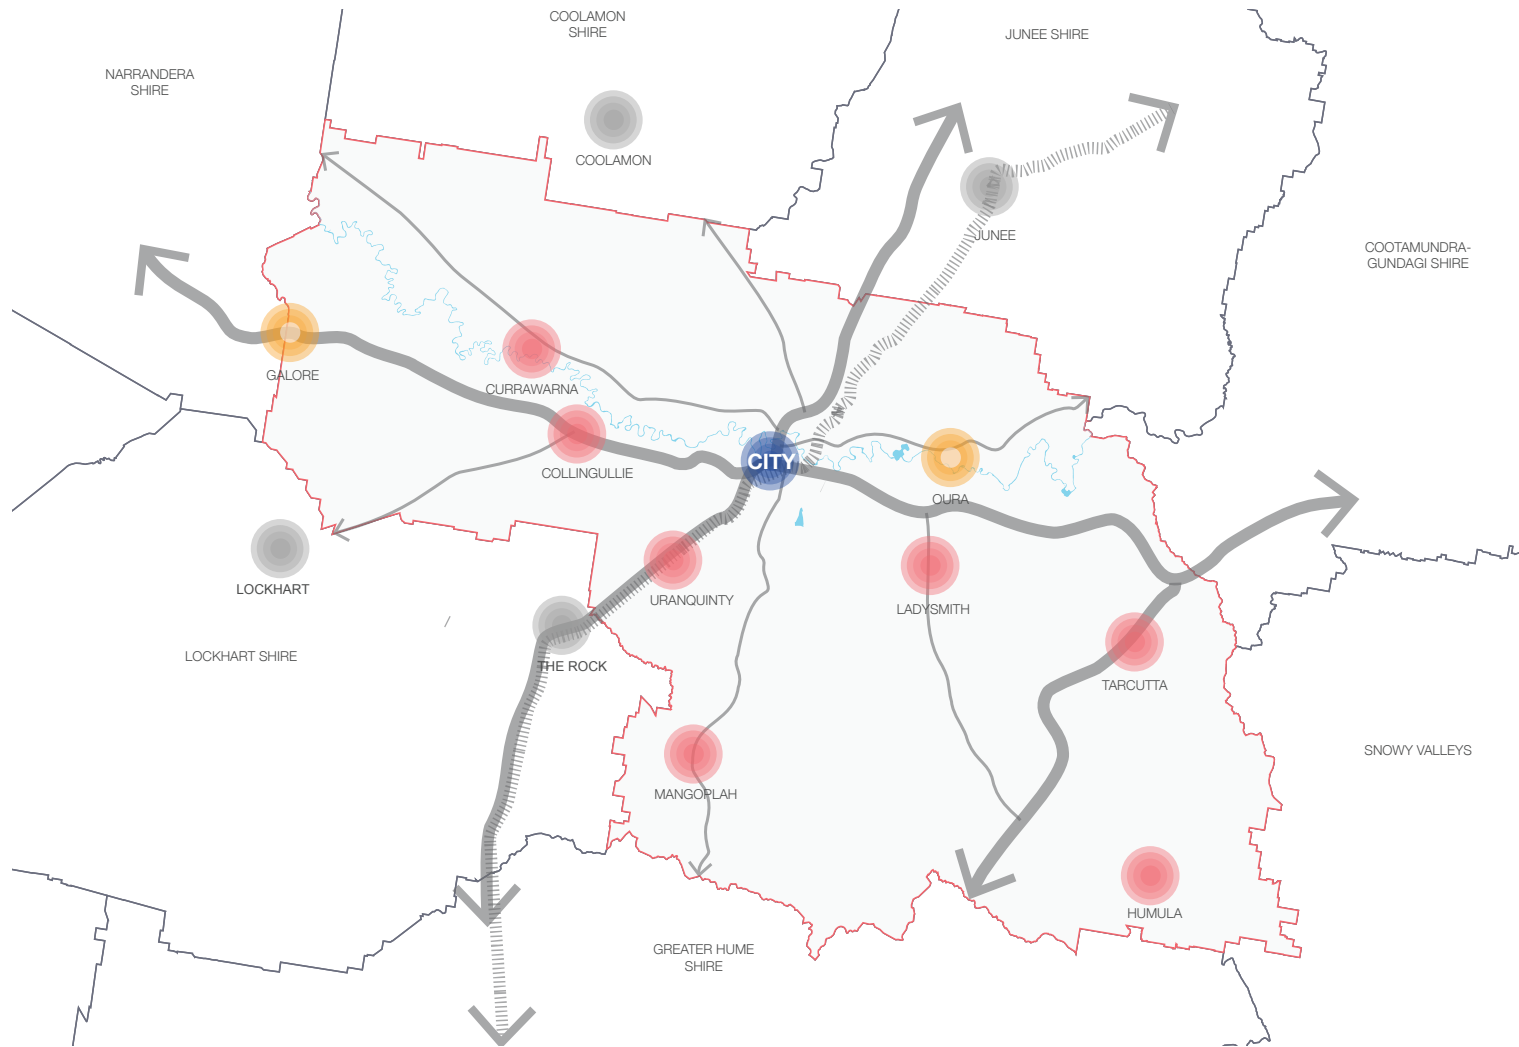 COOLAMON
SHIRE
JUNEE SHIRE
NARRANDERA
SHIRE
COOLAMON
JUNEE
COOTAMUNDRA-
GUNDAGI SHIRE
GALORE
CURRAWARNA
CITY
COLLINGULLIE
OURA
LOCKHART
URANQUINTY
LADYSMITH
LOCKHART SHIRE
THE ROCK
TARCUTTA
SNOWY VALLEYS
MANGOPLAH
HUMULA
GREATER HUME
SHIRE